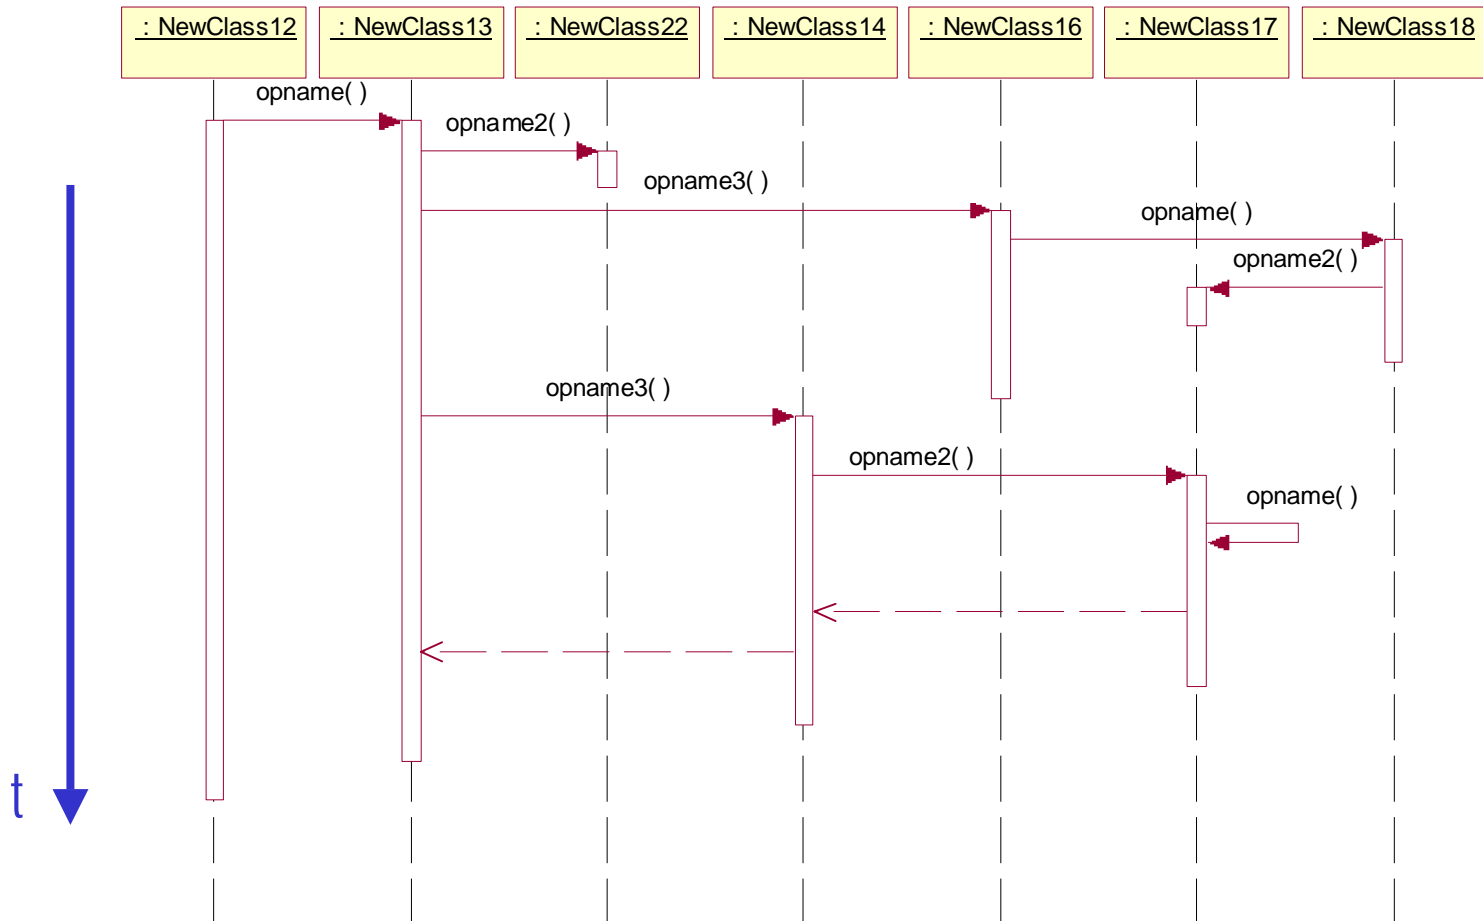 : NewClass12
: NewClass13
: NewClass22
: NewClass14
: NewClass16
: NewClass17
: NewClass18
opname( )
opname2( )
opname3( )
opname( )
opname2( )
opname3( )
opname2( )
opname( )
t